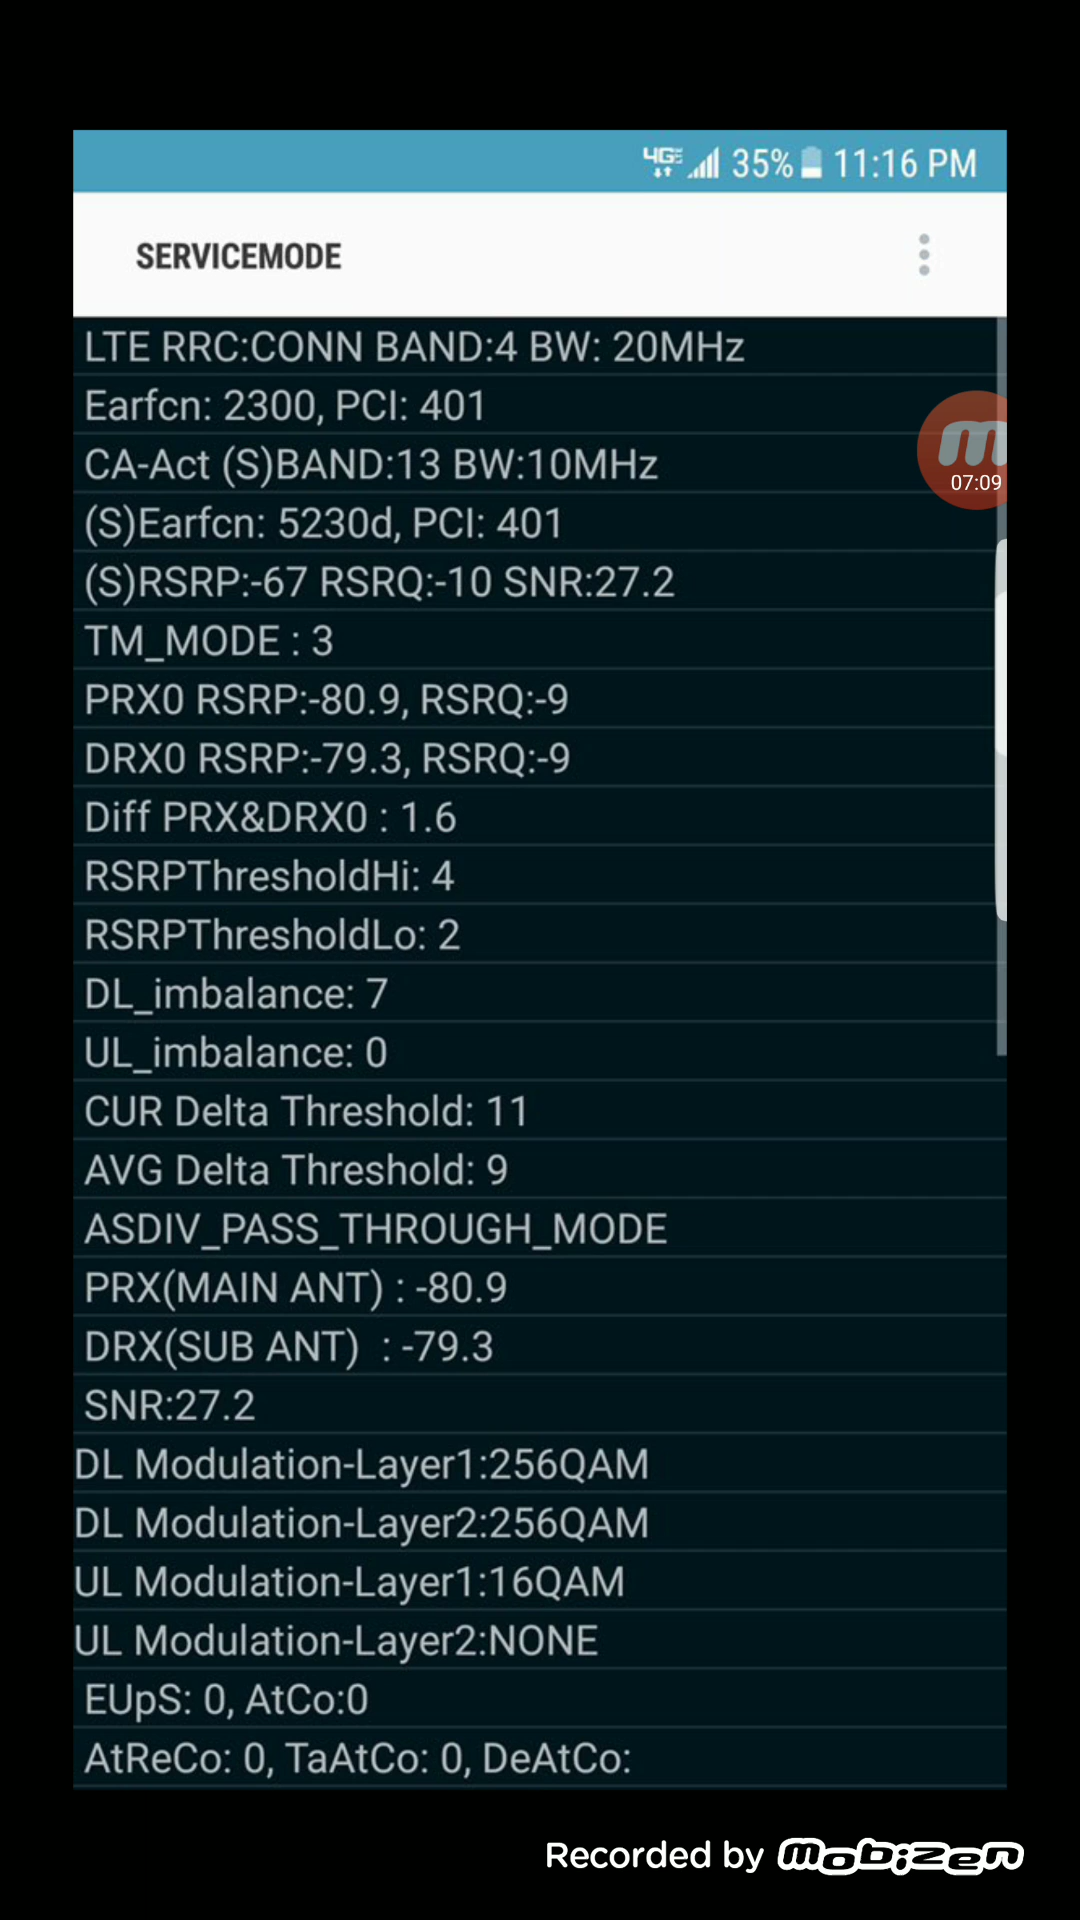 4G LTE 35% 11:16 PM
SERVICEMODE
LTE RRC:CONN BAND:4 BW: 20MHz
Earfcn: 2300, PCI: 401
m
07:09
CA-Act (S)BAND:13 BW:10MHz
(S)Earfcn: 5230d, PCI: 401
(S)RSRP:-67 RSRQ:-10 SNR:27.2
TM_MODE : 3
PRX0 RSRP:-80.9, RSRQ:-9
DRX0 RSRP:-79.3, RSRQ:-9
Diff PRX&DRX0 : 1.6
RSRPThresholdHi: 4
RSRPThresholdLo: 2
DL_imbalance: 7
UL_imbalance: 0
CUR Delta Threshold: 11
AVG Delta Threshold: 9
ASDIV_PASS_THROUGH_MODE
PRX(MAIN ANT) : -80.9
DRX(SUB ANT)  : -79.3
SNR:27.2
DL Modulation-Layer1:256QAM
DL Modulation-Layer2:256QAM
UL Modulation-Layer1:16QAM
UL Modulation-Layer2:NONE
EUpS: 0, AtCo:0
AtReCo: 0, TaAtCo: 0, DeAtCo:
Recorded by mobizen